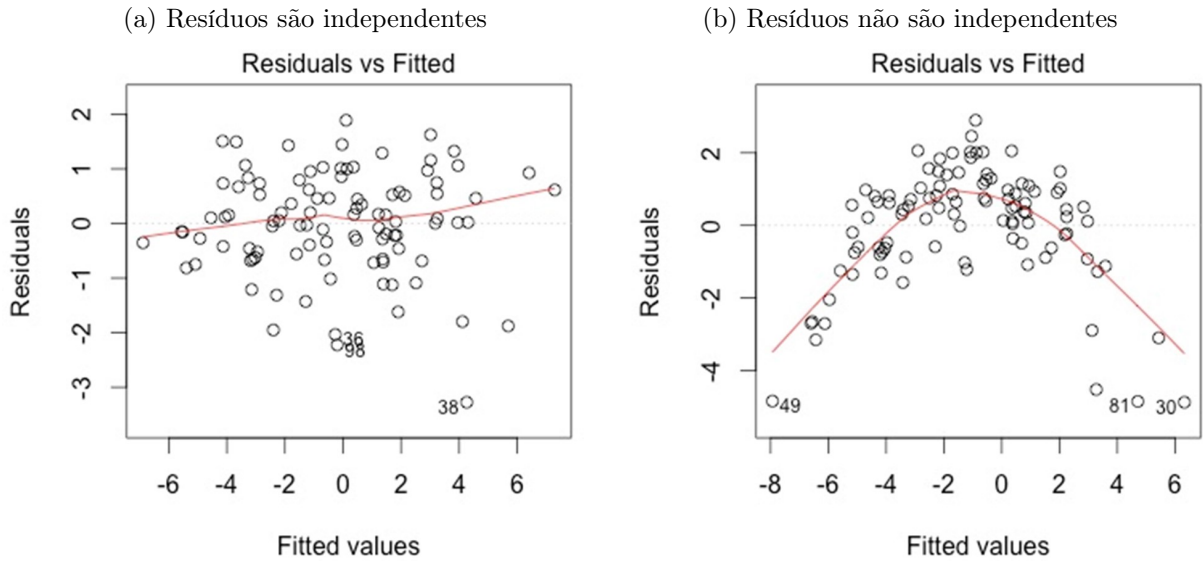 (a) Resíduos são independentes
Residuals vs Fitted
Residuals
2
1
0
-1
-2
-3
36
98
38
-6 -4 -2 0 2 4 6
Fitted values
(b) Resíduos não são independentes
Residuals vs Fitted
Residuals
2
0
-2
-4
49
81
30
-8 -6 -4 -2 0 2 4 6
Fitted values